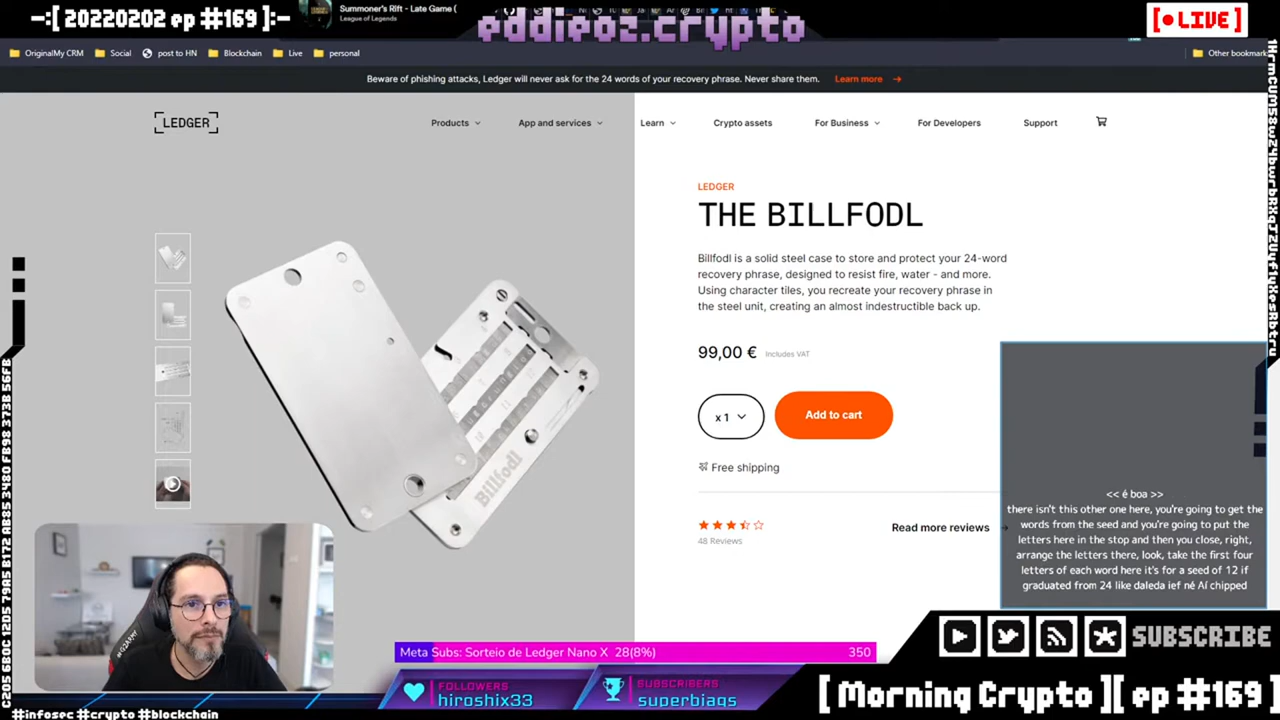 —:[ 20220202 ep #169 ]:—
Summoner's Rift - Late Game (
League of Legends
eddieoz.crypto
[● LIVE]
OriginalMy CRM
Social
post to HN
Blockchain
Live
personal
Other bookmark
Beware of phishing attacks, Ledger will never ask for the 24 words of your recovery phrase. Never share them. Learn more →
LEDGER
Products
App and services
Learn
Crypto assets
For Business
For Developers
Support
LEDGER
THE BILLFODL
Billfodl is a solid steel case to store and protect your 24-word
recovery phrase, designed to resist fire, water - and more.
Using character tiles, you recreate your recovery phrase in
the steel unit, creating an almost indestructible back up.
99,00 € Includes VAT
x 1
Add to cart
Free shipping
48 Reviews
Read more reviews →
Billfodl
<< é boa >>
there isn't this other one here, you're going to get the
words from the seed and you're going to put the
letters here in the stop and then you close, right,
arrange the letters there, look, take the first four
letters of each word here it's for a seed of 12 if
graduated from 24 like daleda ief né Aí chipped
SUBSCRIBE
Meta Subs: Sorteio de Ledger Nano X 28(8%) 350
FOLLOWERS
hiroshix33
SUBSCRIBERS
superbiaqs
[ Morning Crypto ][ ep #169 ]
#infosec #crypto #blockchain